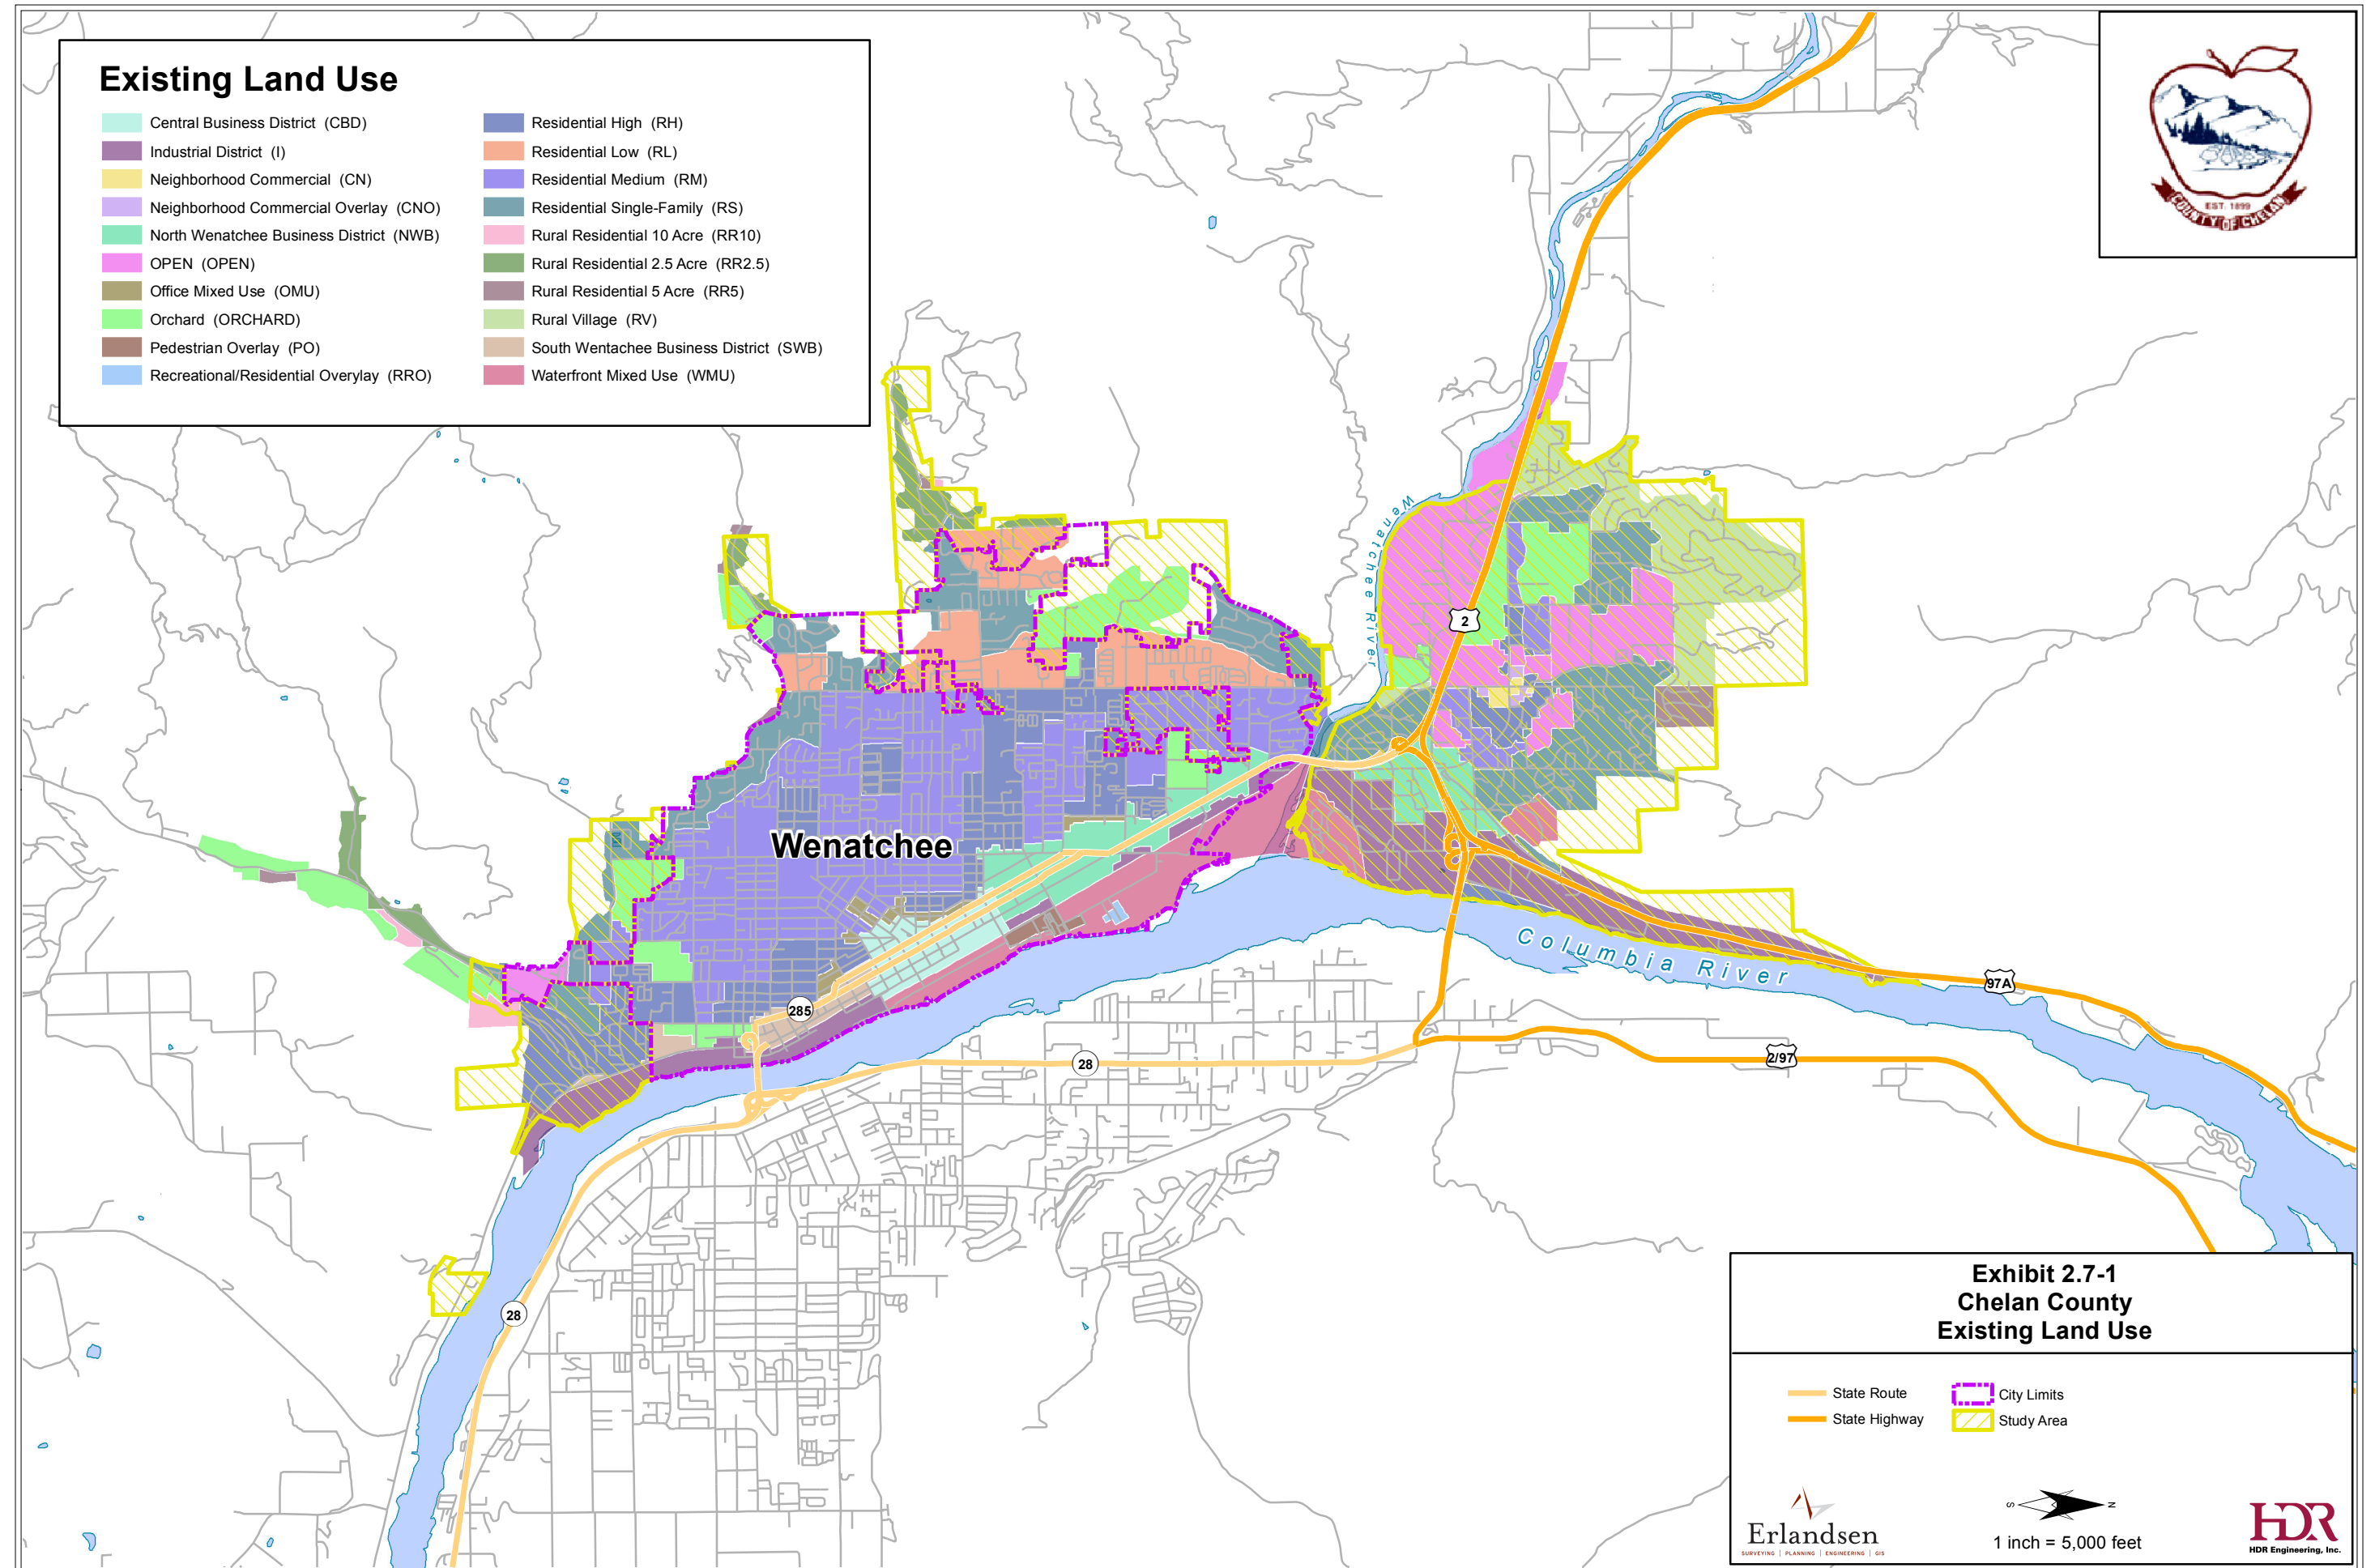 Existing Land Use
Central Business District (CBD)
Industrial District (I)
Neighborhood Commercial (CN)
Neighborhood Commercial Overlay (CNO)
North Wenatchee Business District (NWB)
OPEN (OPEN)
Office Mixed Use (OMU)
Orchard (ORCHARD)
Pedestrian Overlay (PO)
Recreational/Residential Overylay (RRO)
Residential High (RH)
Residential Low (RL)
Residential Medium (RM)
Residential Single-Family (RS)
Rural Residential 10 Acre (RR10)
Rural Residential 2.5 Acre (RR2.5)
Rural Residential 5 Acre (RR5)
Rural Village (RV)
South Wentachee Business District (SWB)
Waterfront Mixed Use (WMU)
EST. 1899
COUNTY OF CHELAN
Wenatchee River
2
Wenatchee
Columbia River
97A
285
28
2/97
28
Exhibit 2.7-1
Chelan County
Existing Land Use
State Route
State Highway
City Limits
Study Area
Erlandsen
SURVEYING | PLANNING | ENGINEERING | GIS
S N
1 inch = 5,000 feet
HDR
HDR Engineering, Inc.